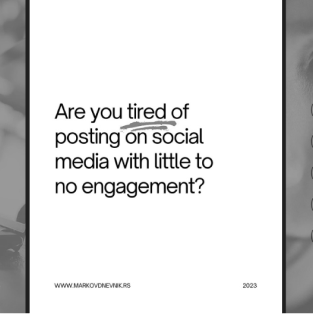 Are you tired of
posting on social
media with little to
no engagement?
WWW.MARKOVDNEVNIK.RS
2023